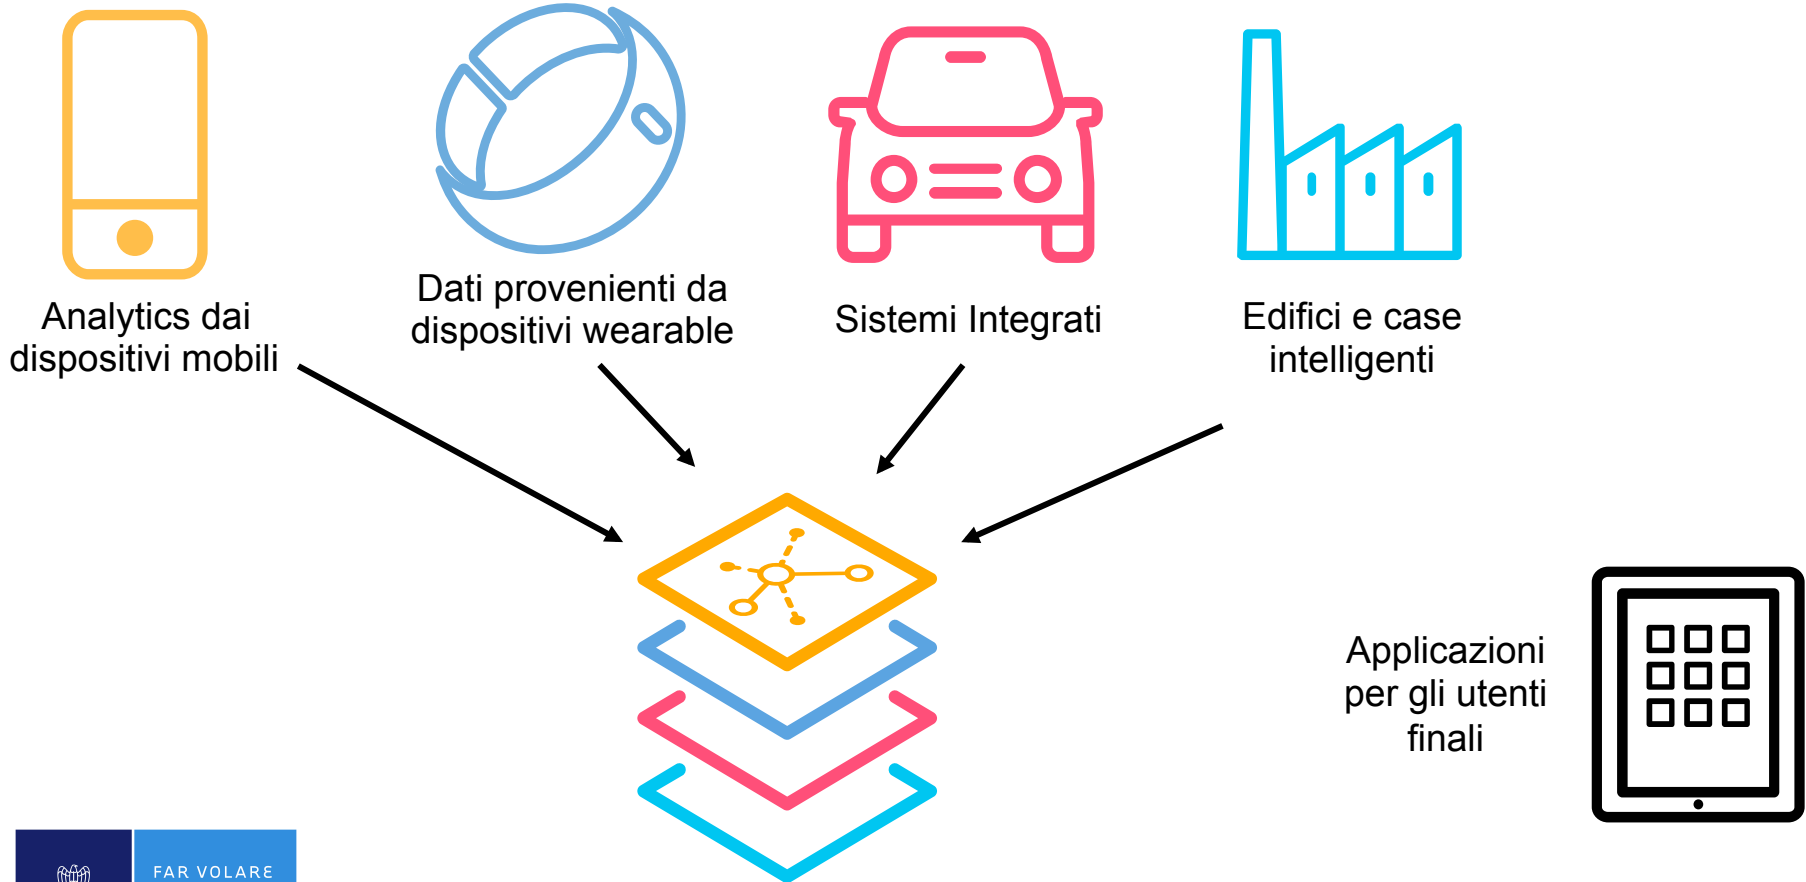 Analytics dai
dispositivi mobili
Dati provenienti da
dispositivi wearable
Sistemi Integrati
Edifici e case
intelligenti
Applicazioni
per gli utenti
finali
FAR VOLARE